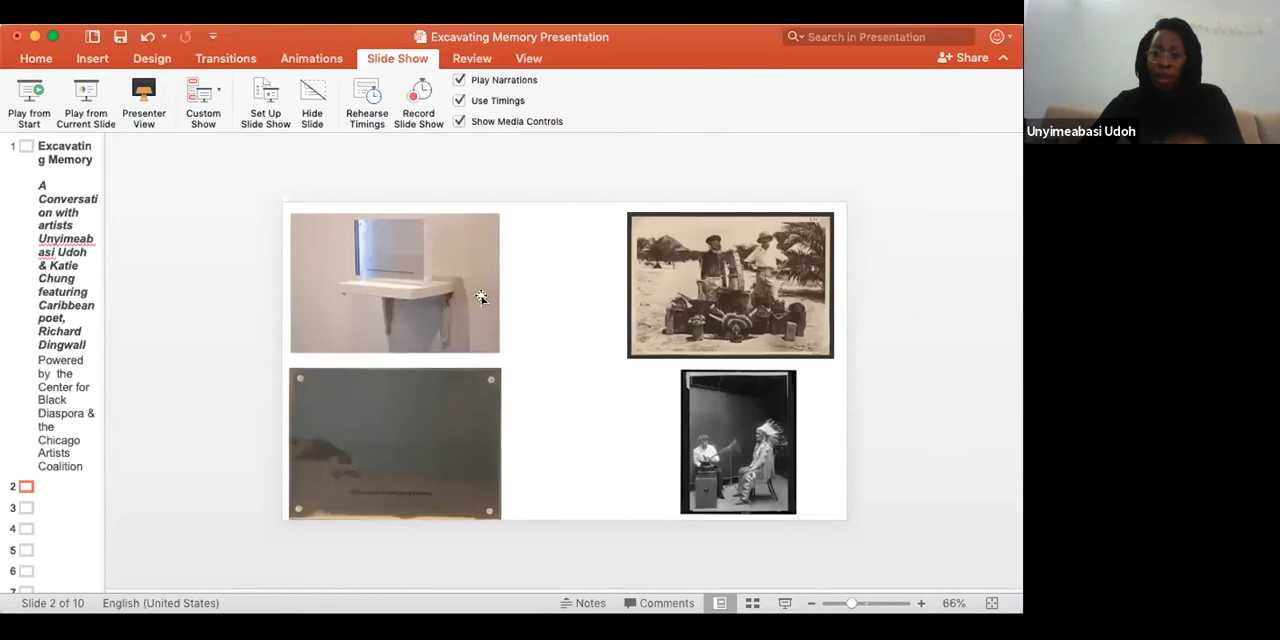 Excavating Memory Presentation
Search in Presentation
Home Insert Design Transitions Animations Slide Show Review View
Share
Play from Start
Play from Current Slide
Presenter View
Custom Show
Set Up Slide Show
Hide Slide
Rehearse Timings
Record Slide Show
Play Narrations
Use Timings
Show Media Controls
Unyimeabasi Udoh
1
Excavatin
g Memory
A
Conversati
on with
artists
Unyimeab
asi Udoh
& Katie
Chung
featuring
Caribbean
poet,
Richard
Dingwall
Powered
by the
Center for
Black
Diaspora &
the
Chicago
Artists
Coalition
2
3
4
5
6
7
Slide 2 of 10 English (United States)
Notes Comments 66%